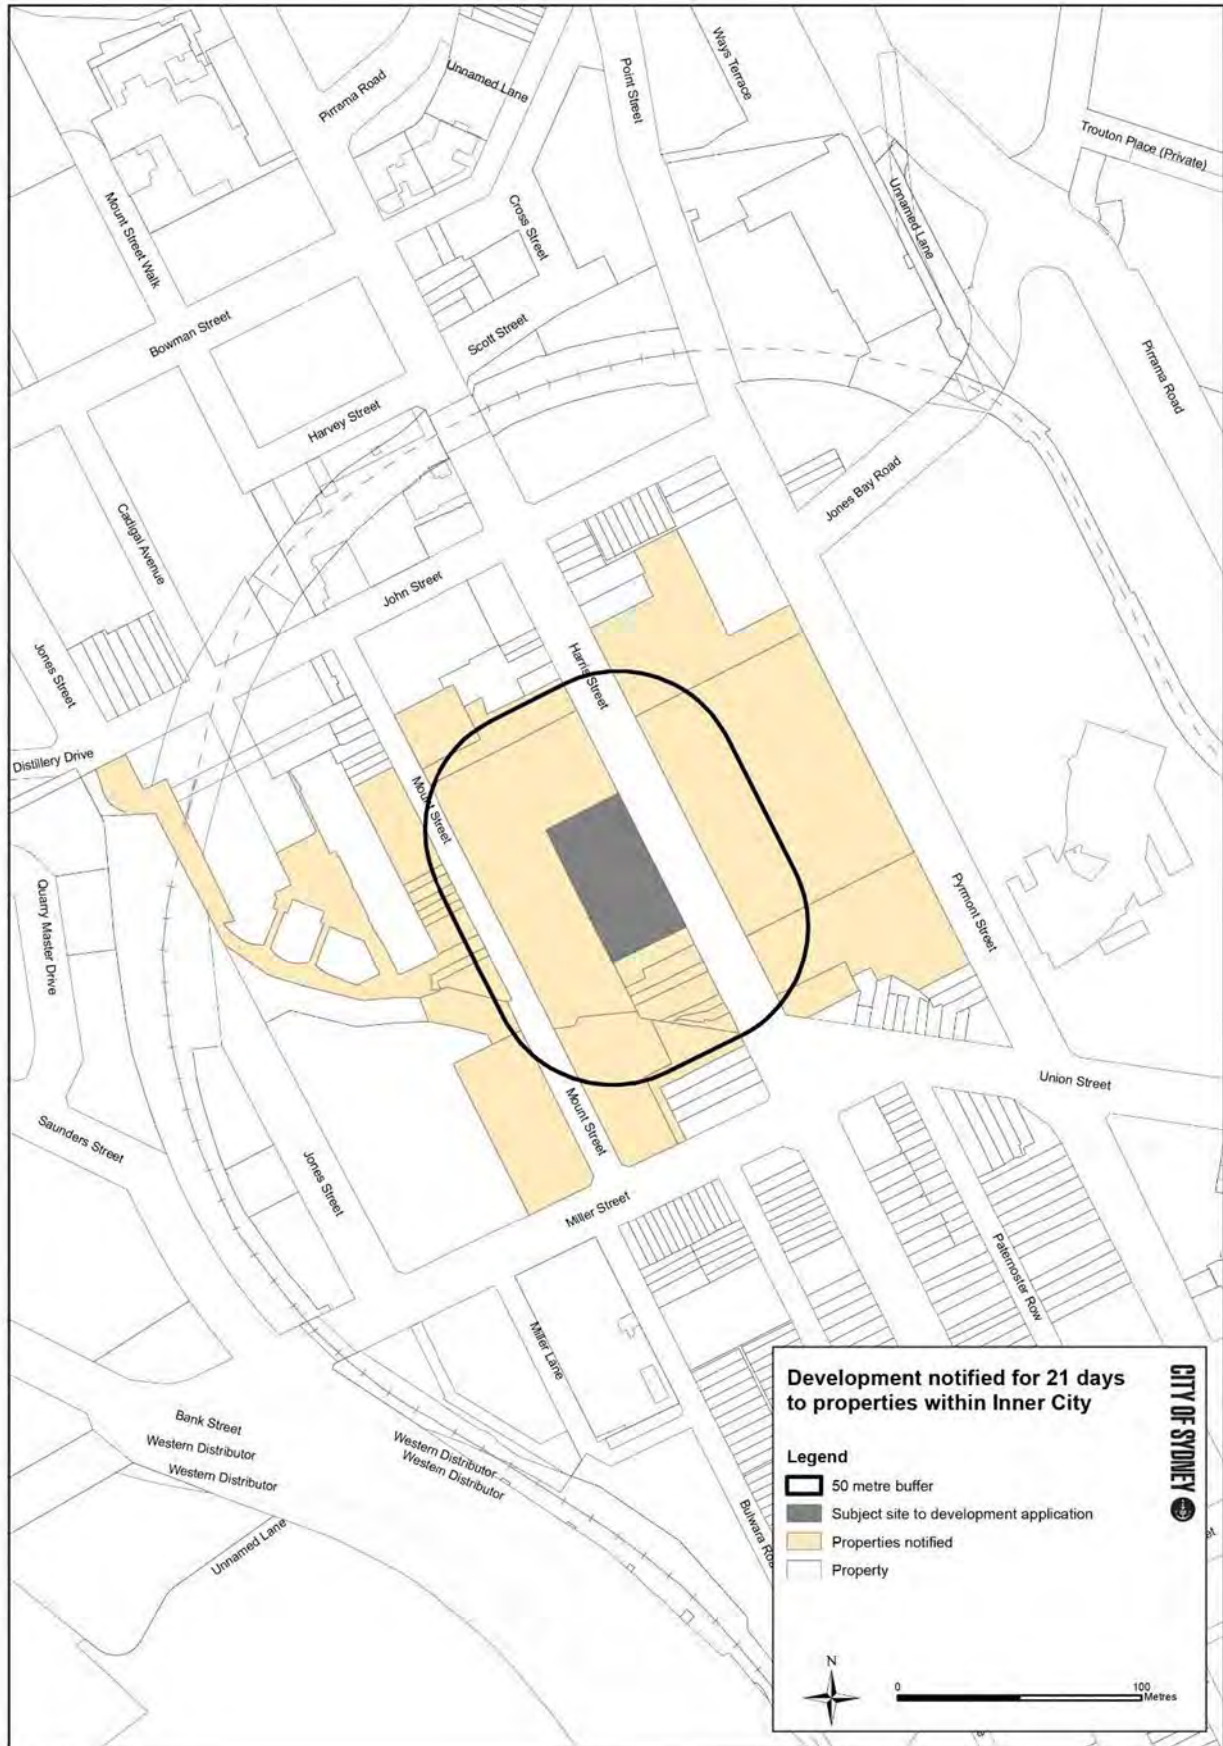 Pirrama Road
Unnamed Lane
Point Street
Ways Terrace
Trouton Place (Private)
Mount Street Walk
Cross Street
Unnamed Lane
Bowman Street
Scott Street
Pirrama Road
Harvey Street
Jones Bay Road
Cadigal Avenue
John Street
Jones Street
Harris Street
Distillery Drive
Mount Street
Quarry Master Drive
Pyrmont Street
Union Street
Saunders Street
Mount Street
Jones Street
Miller Street
Paternoster Row
Miller Lane
Bank Street
Western Distributor
Western Distributor
Western Distributor
Western Distributor
Unnamed Lane
Bulwara
Development notified for 21 days
to properties within Inner City
CITY OF SYDNEY
Legend
50 metre buffer
Subject site to development application
Properties notified
Property
N
0 100
Metres